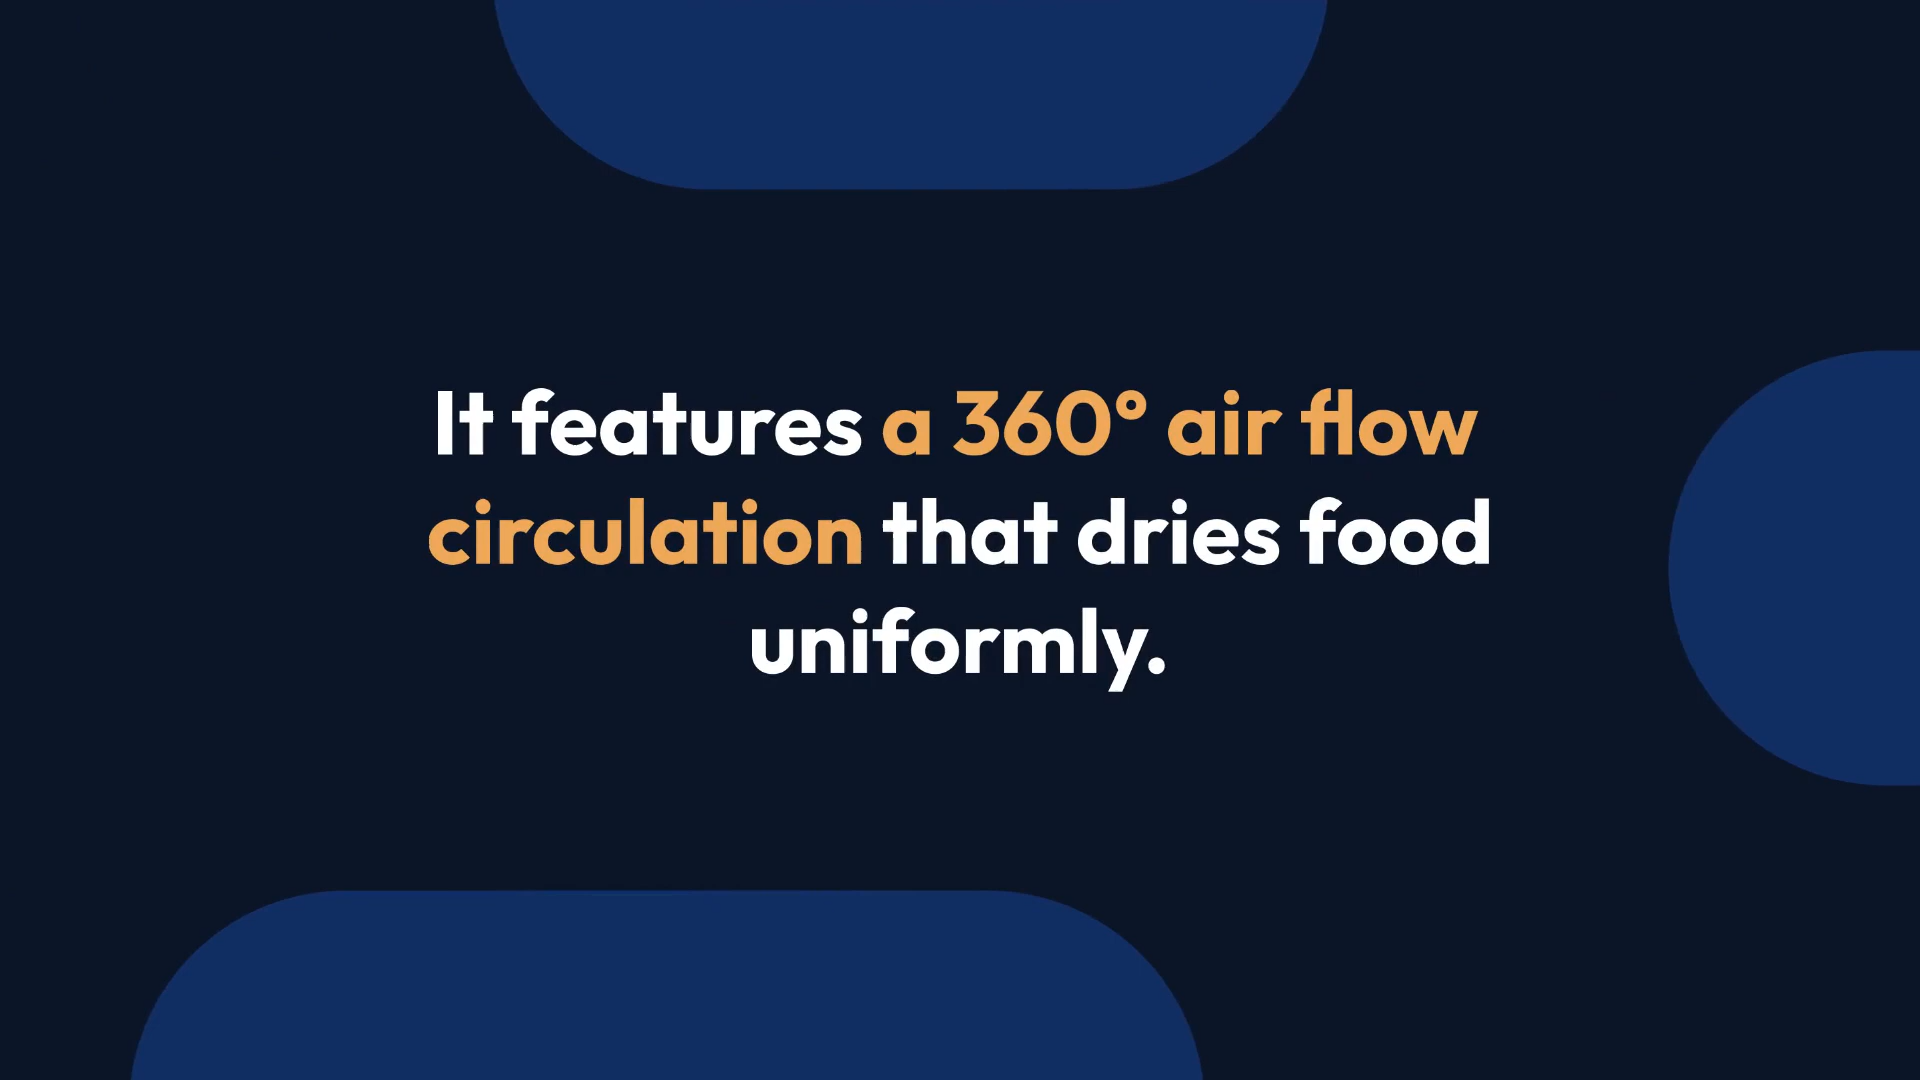 It features a 360° air flow
circulation that dries food
uniformly.